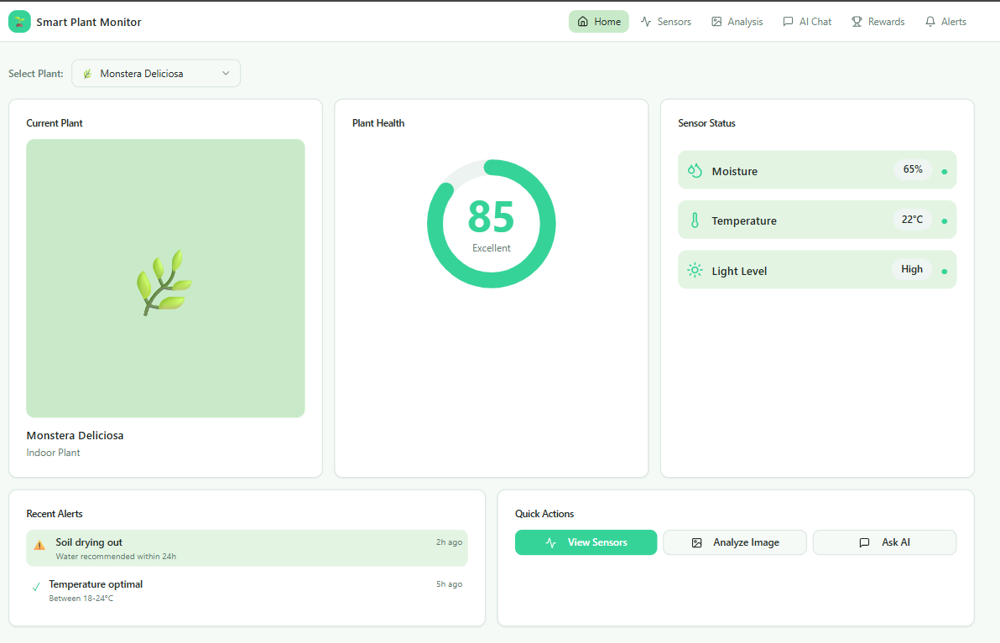 Smart Plant Monitor
Home
Sensors
Analysis
AI Chat
Rewards
Alerts
Select Plant:
Monstera Deliciosa
Current Plant
Monstera Deliciosa
Indoor Plant
Plant Health
85
Excellent
Sensor Status
Moisture
65%
Temperature
22°C
Light Level
High
Recent Alerts
Soil drying out
2h ago
Water recommended within 24h
Temperature optimal
5h ago
Between 18-24°C
Quick Actions
View Sensors
Analyze Image
Ask AI